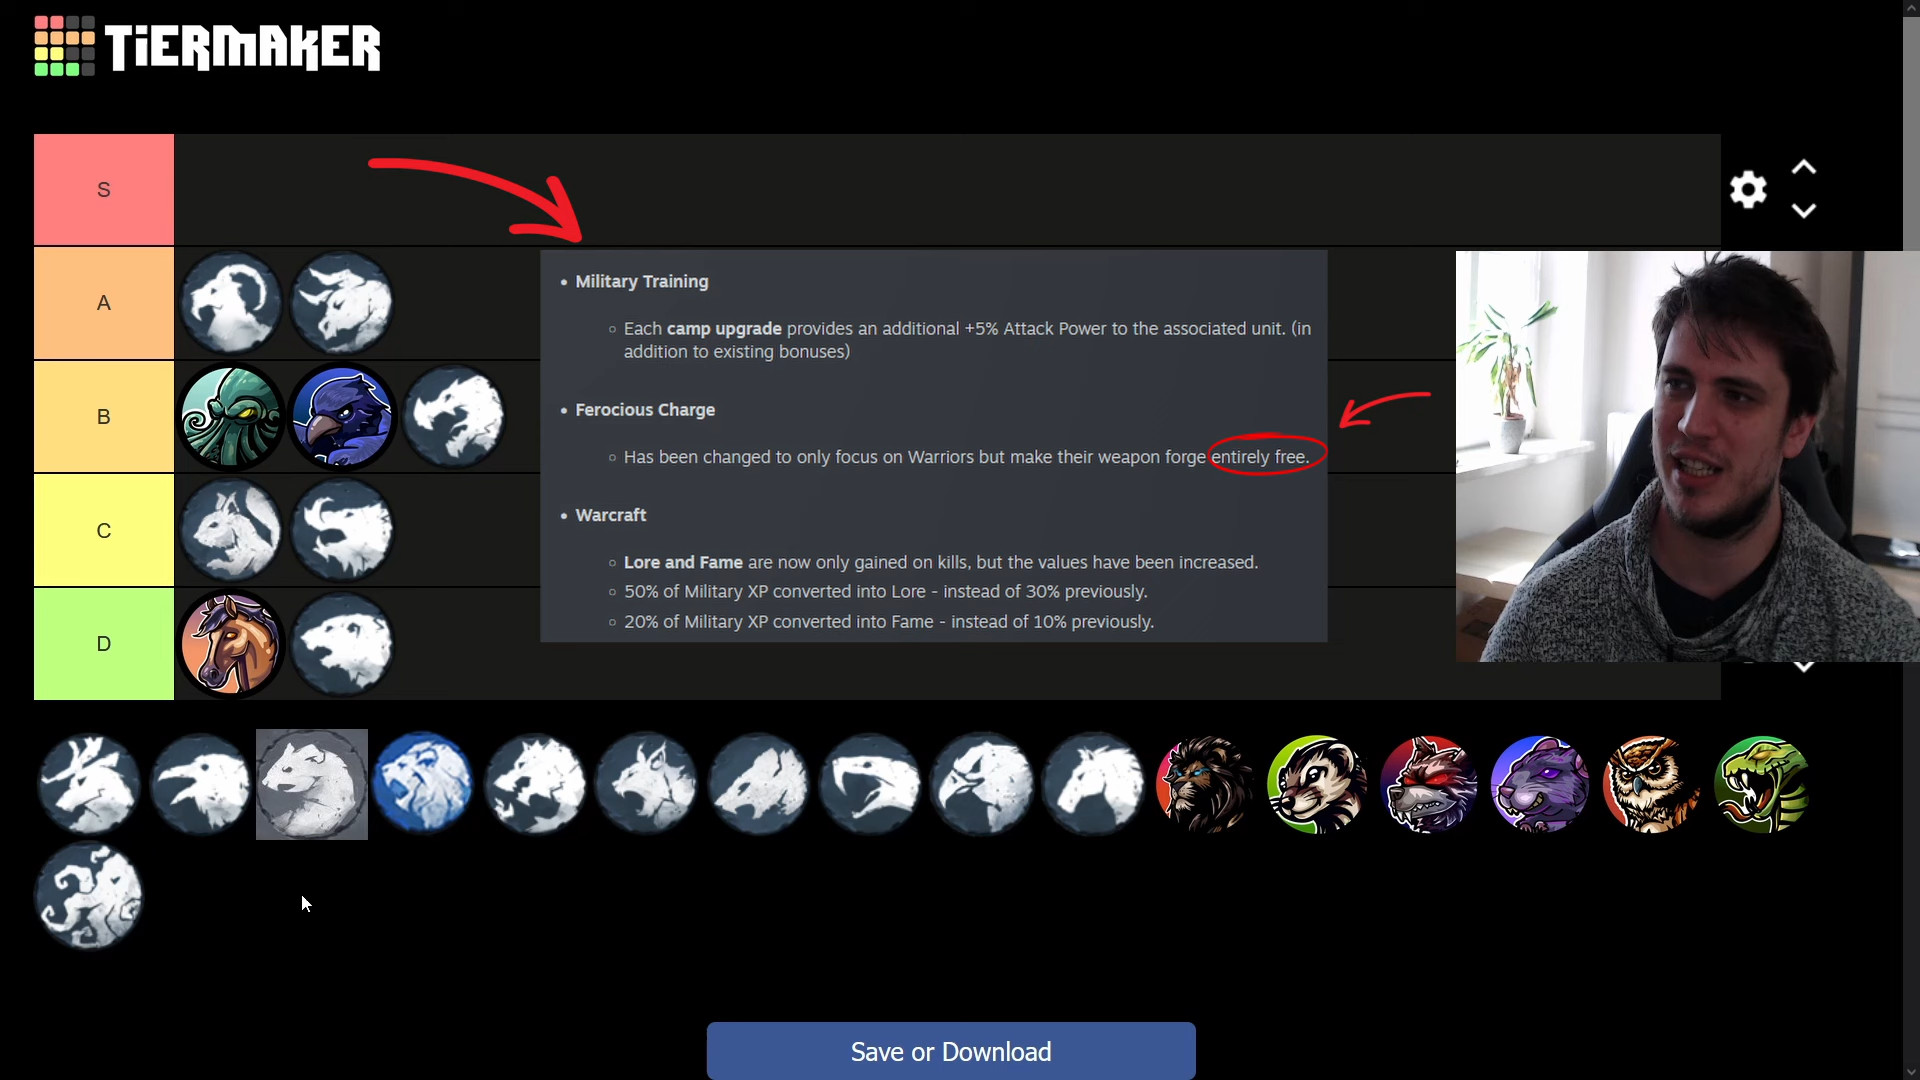 TiERMAKER
S
A
B
C
D
• Military Training
◦ Each camp upgrade provides an additional +5% Attack Power to the associated unit. (in
addition to existing bonuses)
• Ferocious Charge
◦ Has been changed to only focus on Warriors but make their weapon forge entirely free.
• Warcraft
◦ Lore and Fame are now only gained on kills, but the values have been increased.
◦ 50% of Military XP converted into Lore - instead of 30% previously.
◦ 20% of Military XP converted into Fame - instead of 10% previously.
Save or Download